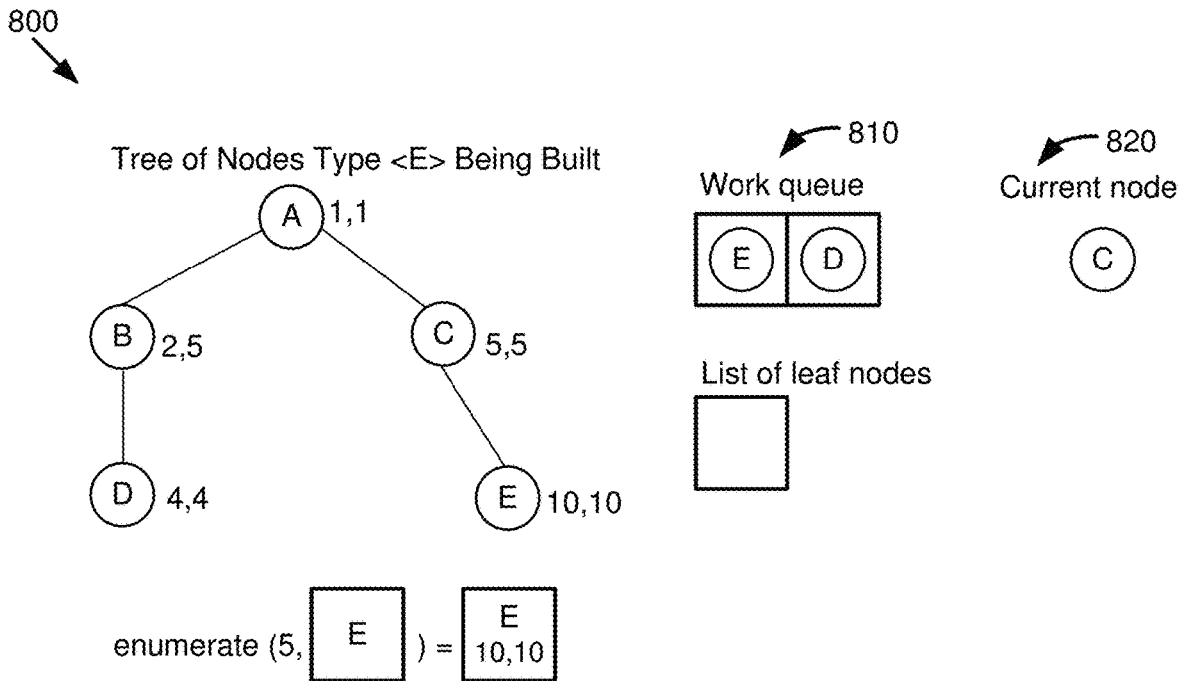 800
810
820
Tree of Nodes Type <E> Being Built
Work queue
Current node
A 1,1
E D
C
B 2,5
C 5,5
List of leaf nodes
D 4,4
E 10,10
enumerate (5, E ) = E 10,10